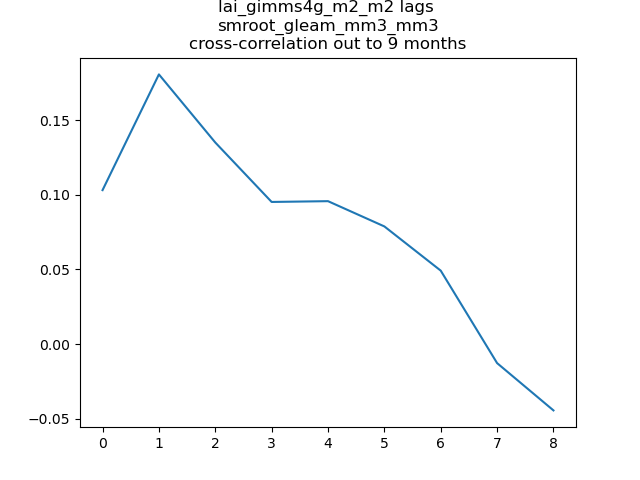 lai_gimms4g_m2_m2 lags
smroot_gleam_mm3_mm3
cross-correlation out to 9 months
0.15
0.10
0.05
0.00
−0.05
0 1 2 3 4 5 6 7 8